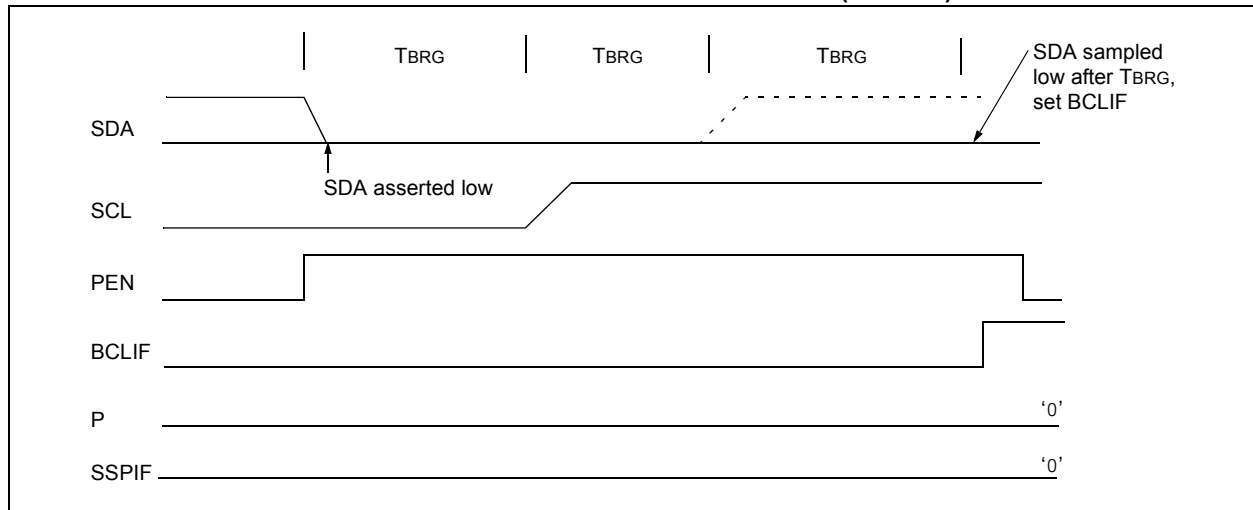 TBRG TBRG TBRG
SDA sampled
low after TBRG,
set BCLIF
SDA
SDA asserted low
SCL
PEN
BCLIF
P
'0'
SSPIF
'0'